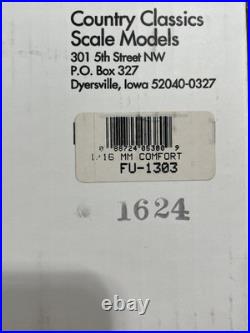 Country Classics
Scale Models
301 5th Street NW
P.O. Box 327
Dyersville, Iowa 52040-0327
1/16 MM COMFORT
FU-1303
1624